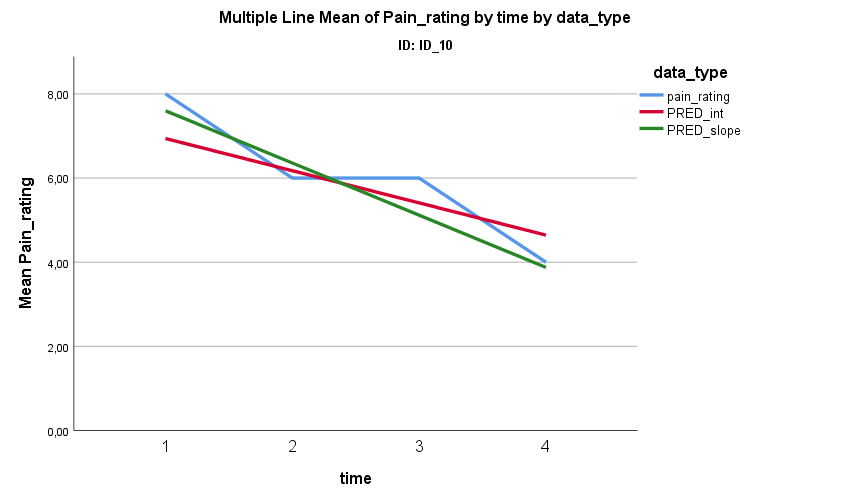 Multiple Line Mean of Pain_rating by time by data_type
ID: ID_10
data_type
pain_rating
PRED_int
PRED_slope
Mean Pain_rating
8,00
6,00
4,00
2,00
0,00
1 2 3 4
time